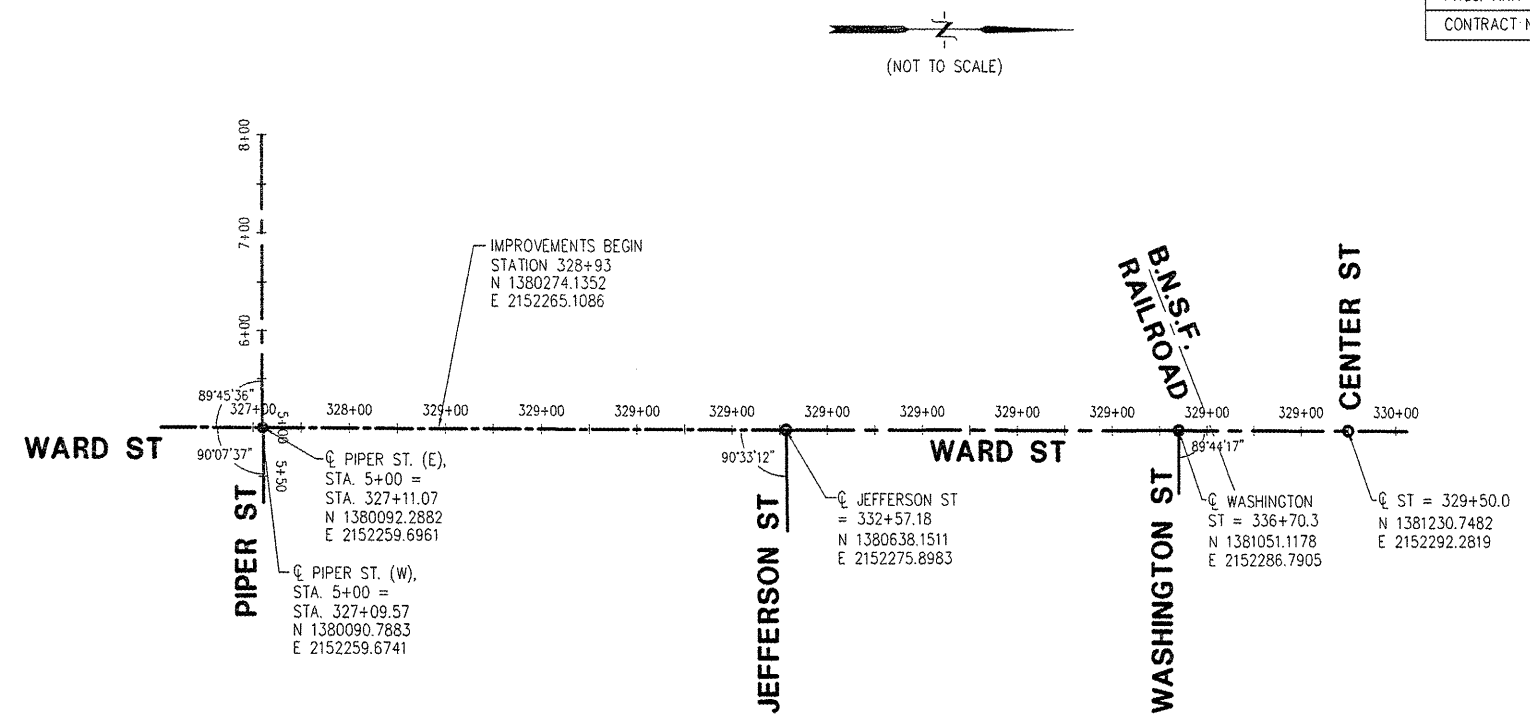 CONTRACT N
(NOT TO SCALE)
8+00
7+00
6+00
IMPROVEMENTS BEGIN
STATION 328+93
N 1380274.1352
E 2152265.1086
B.N.S.F.
RAILROAD
CENTER ST
89°45'36"
327+00 328+00 329+00 329+00 329+00 329+00 329+00 329+00 329+00 329+00 329+00 330+00
5+00
WARD ST
WARD ST
90°07'37"
5+50
90°33'12"
89°44'17"
PIPER ST
℄ PIPER ST. (E),
STA. 5+00 =
STA. 327+11.07
N 1380092.2882
E 2152259.6961
℄ PIPER ST. (W),
STA. 5+00 =
STA. 327+09.57
N 1380090.7883
E 2152259.6741
JEFFERSON ST
℄ JEFFERSON ST
= 332+57.18
N 1380638.1511
E 2152275.8983
WASHINGTON ST
℄ WASHINGTON
ST = 336+70.3
N 1381051.1178
E 2152286.7905
℄ ST = 329+50.0
N 1381230.7482
E 2152292.2819